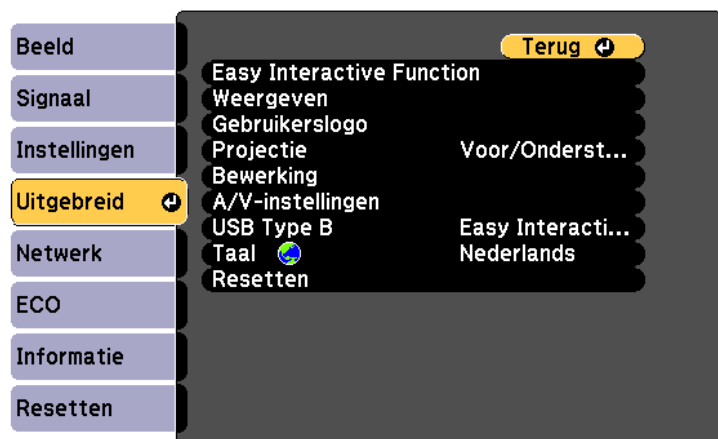 Beeld
Signaal
Instellingen
Uitgebreid
Netwerk
ECO
Informatie
Resetten
Terug
Easy Interactive Function
Weergeven
Gebruikerslogo
Projectie Voor/Onderst...
Bewerking
A/V-instellingen
USB Type B Easy Interacti...
Taal Nederlands
Resetten